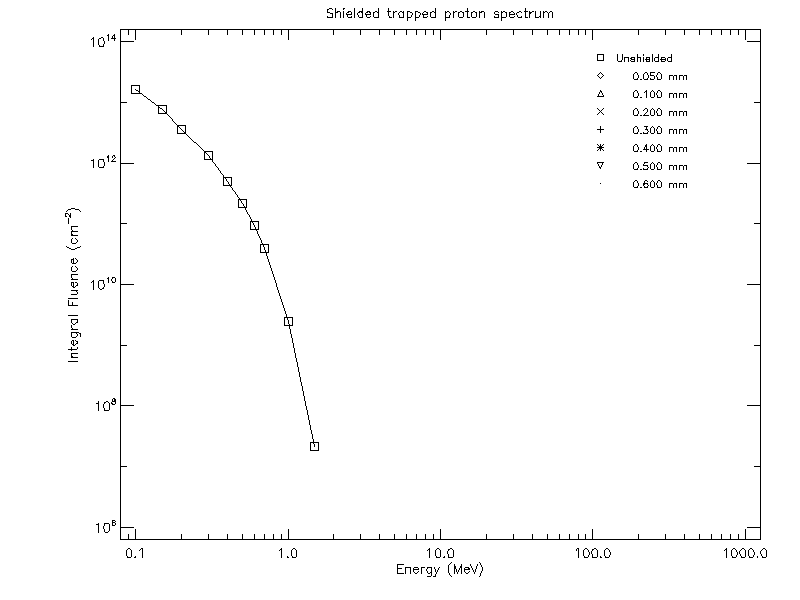 Shielded trapped proton spectrum
10^14
10^12
10^10
10^8
10^6
Integral Fluence (cm^-2)
Unshielded
0.050 mm
0.100 mm
0.200 mm
0.300 mm
0.400 mm
0.500 mm
0.600 mm
0.1 1.0 10.0 100.0 1000.0
Energy (MeV)